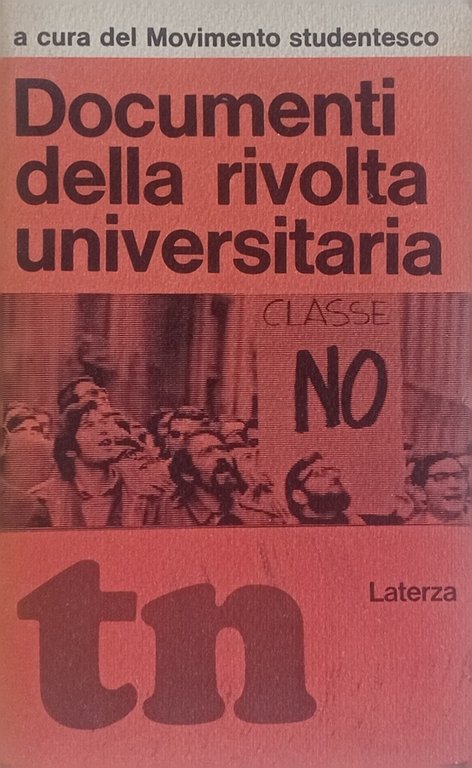 a cura del Movimento studentesco
Documenti
della rivolta
universitaria
CLASSE
NO
Laterza
tn